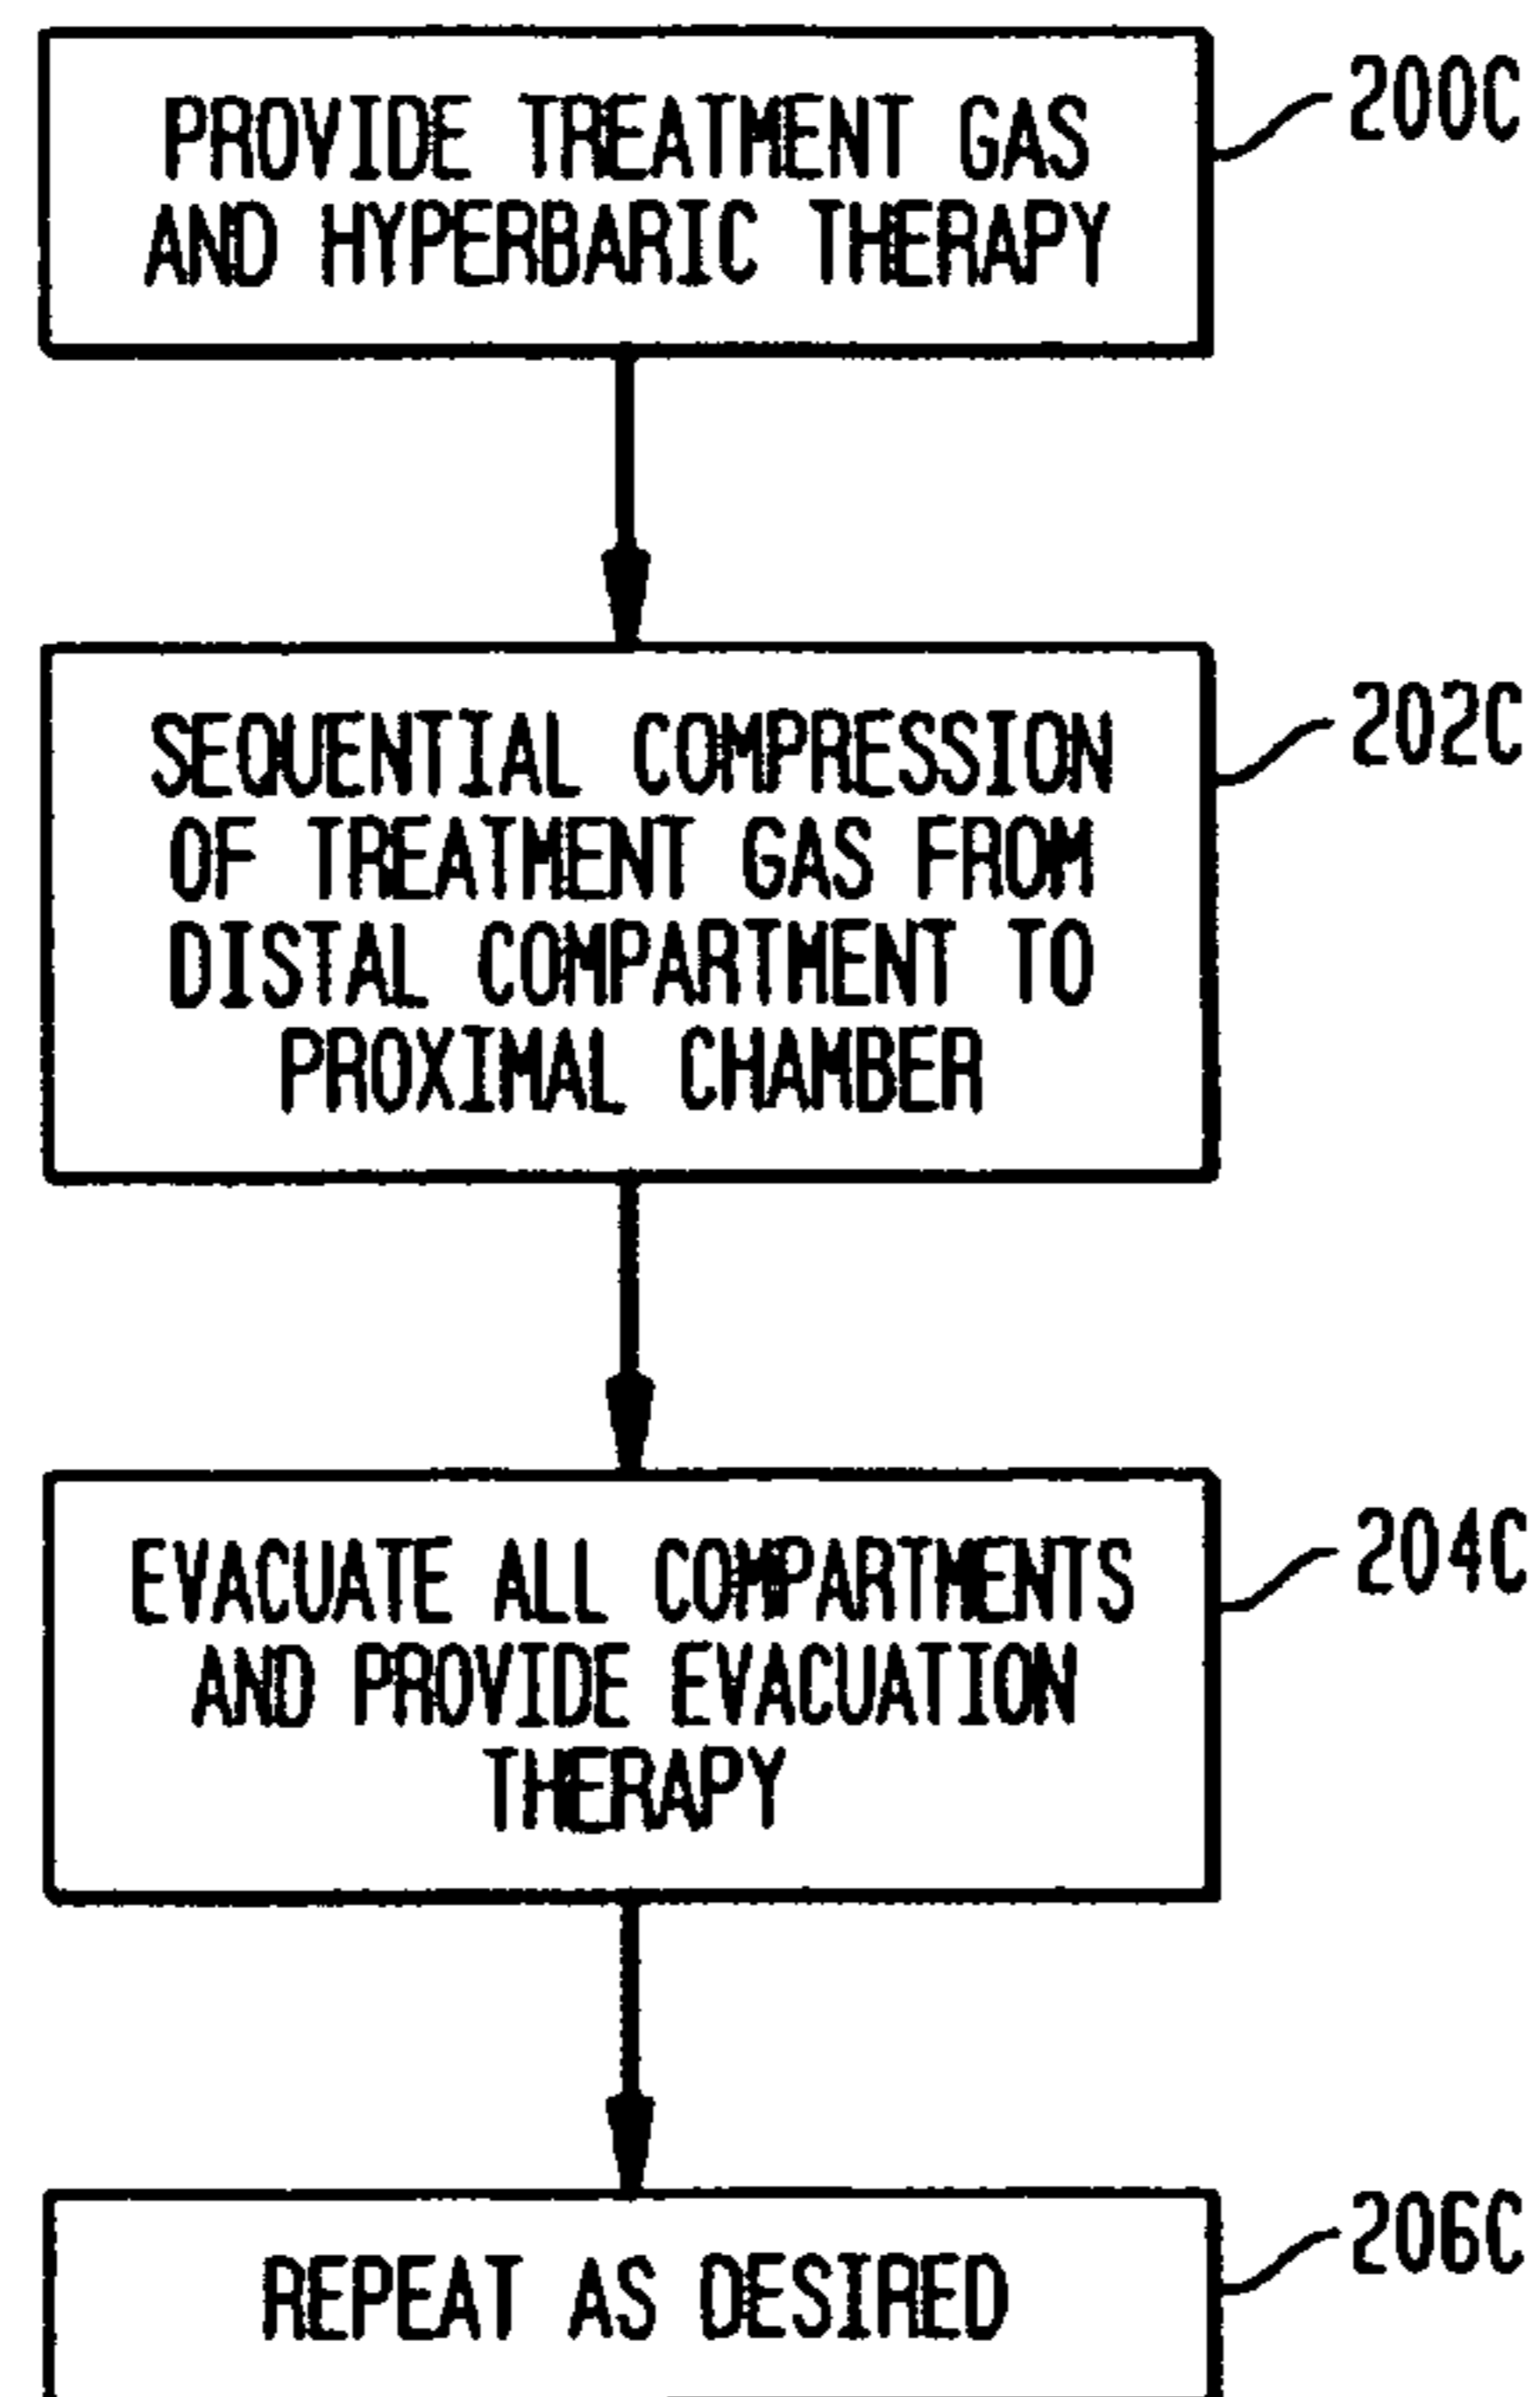 PROVIDE TREATMENT GAS
AND HYPERBARIC THERAPY
200C
SEQUENTIAL COMPRESSION
OF TREATMENT GAS FROM
DISTAL COMPARTMENT TO
PROXIMAL CHAMBER
202C
EVACUATE ALL COMPARTMENTS
AND PROVIDE EVACUATION
THERAPY
204C
REPEAT AS DESIRED
206C